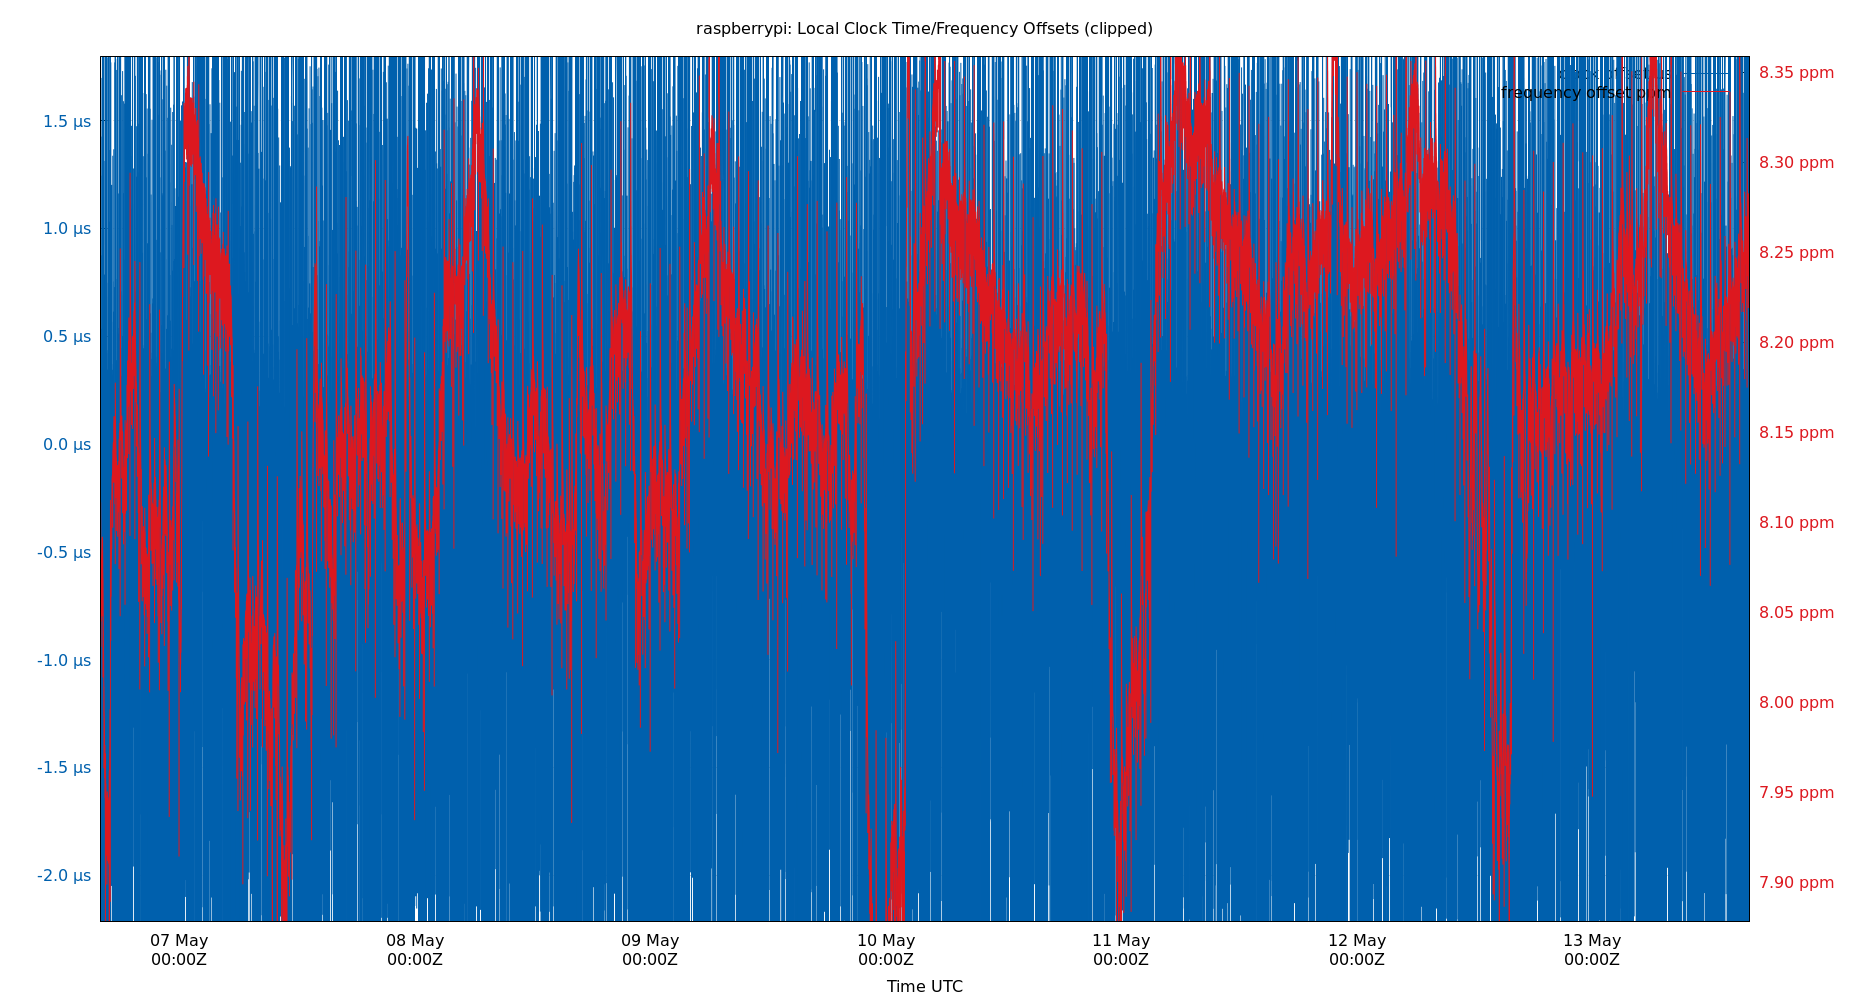 raspberrypi: Local Clock Time/Frequency Offsets (clipped)
clock offset µs
frequency offset ppm
1.5 µs
1.0 µs
0.5 µs
0.0 µs
-0.5 µs
-1.0 µs
-1.5 µs
-2.0 µs
8.35 ppm
8.30 ppm
8.25 ppm
8.20 ppm
8.15 ppm
8.10 ppm
8.05 ppm
8.00 ppm
7.95 ppm
7.90 ppm
07 May
00:00Z
08 May
00:00Z
09 May
00:00Z
10 May
00:00Z
11 May
00:00Z
12 May
00:00Z
13 May
00:00Z
Time UTC